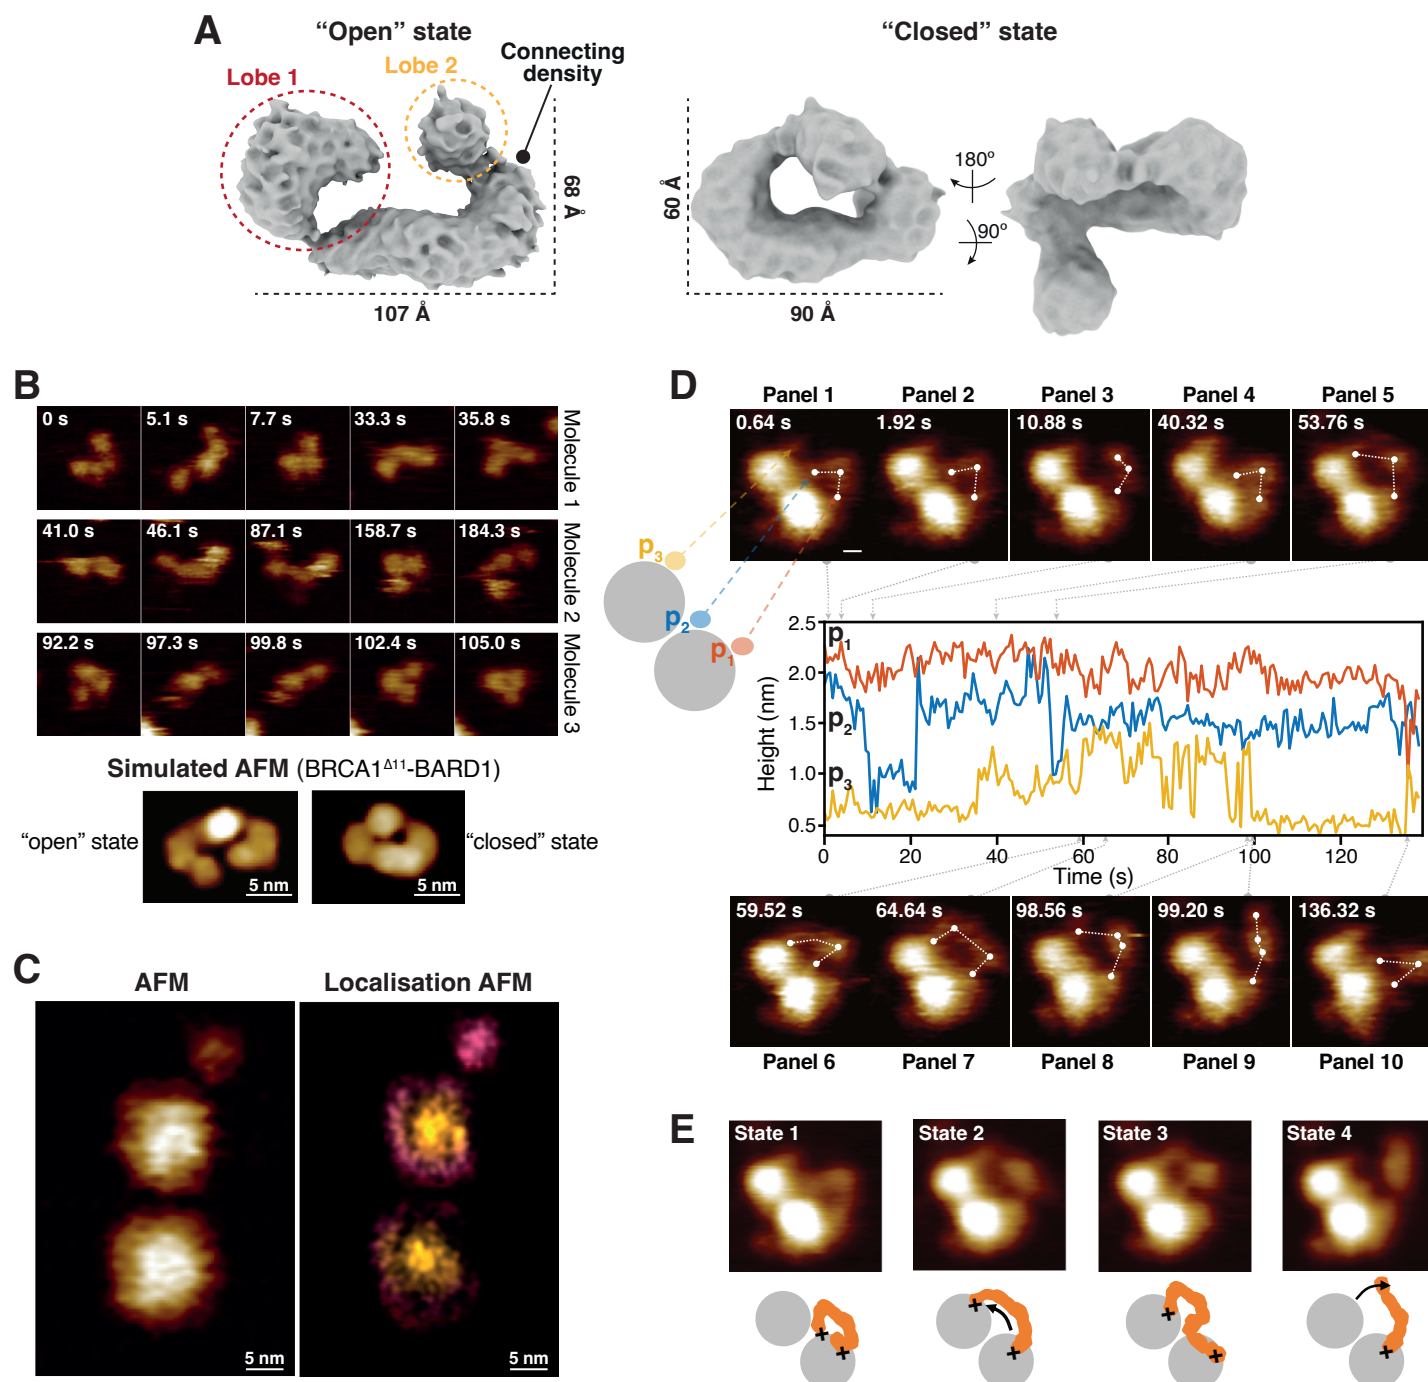 A
“Open” state
“Closed” state
Lobe 1
Lobe 2
Connecting
density
68 Å
107 Å
60 Å
90 Å
180º
90º
B
0 s
5.1 s
7.7 s
33.3 s
35.8 s
Molecule 1
41.0 s
46.1 s
87.1 s
158.7 s
184.3 s
Molecule 2
92.2 s
97.3 s
99.8 s
102.4 s
105.0 s
Molecule 3
Simulated AFM (BRCA1Δ11-BARD1)
“open” state
5 nm
5 nm
“closed” state
C
AFM
Localisation AFM
5 nm
5 nm
D
Panel 1
Panel 2
Panel 3
Panel 4
Panel 5
0.64 s
1.92 s
10.88 s
40.32 s
53.76 s
p3
p2
p1
Height (nm)
2.5
2.0
1.5
1.0
0.5
p1
p2
p3
0
20
40
60
80
100
120
Time (s)
59.52 s
64.64 s
98.56 s
99.20 s
136.32 s
Panel 6
Panel 7
Panel 8
Panel 9
Panel 10
E
State 1
State 2
State 3
State 4